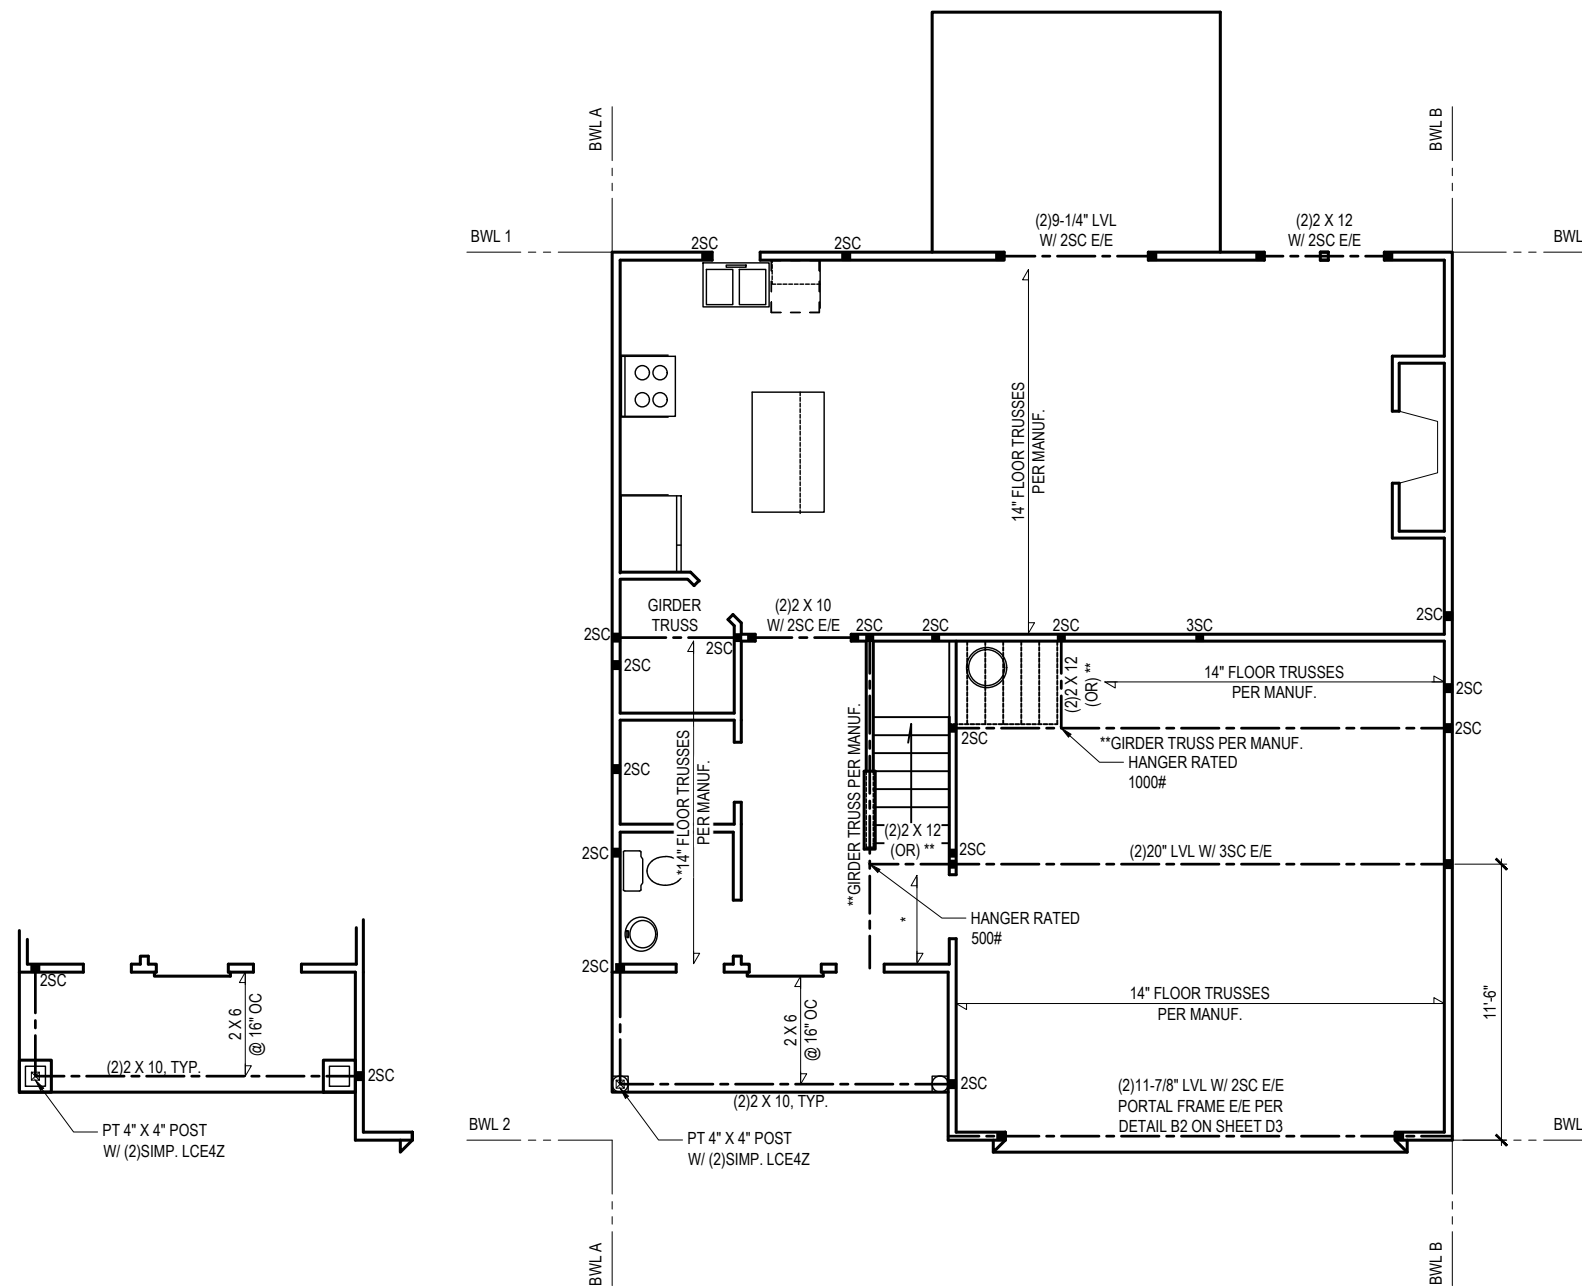 BWL A
BWL B
BWL 1
BWL
2SC
2SC
(2)9-1/4" LVL
W/ 2SC E/E
(2)2 X 12
W/ 2SC E/E
14" FLOOR TRUSSES
PER MANUF.
GIRDER
TRUSS
(2)2 X 10
W/ 2SC E/E
2SC
2SC
2SC
2SC
2SC
3SC
2SC
2SC
*14" FLOOR TRUSSES
PER MANUF.
**GIRDER TRUSS PER MANUF.
(2)2 X 12
(OR) **
14" FLOOR TRUSSES
PER MANUF.
2SC
2SC
2SC
**GIRDER TRUSS PER MANUF.
HANGER RATED
1000#
2SC
2SC
(2)2 X 12
(OR) **
2SC
(2)20" LVL W/ 3SC E/E
*
HANGER RATED
500#
2SC
14" FLOOR TRUSSES
PER MANUF.
11'-6"
2 X 6
@ 16" OC
2SC
(2)2 X 10, TYP.
(2)11-7/8" LVL W/ 2SC E/E
PORTAL FRAME E/E PER
DETAIL B2 ON SHEET D3
BWL 2
BWL
PT 4" X 4" POST
W/ (2)SIMP. LCE4Z
BWL A
BWL B
2SC
2 X 6
@ 16" OC
(2)2 X 10, TYP.
2SC
PT 4" X 4" POST
W/ (2)SIMP. LCE4Z